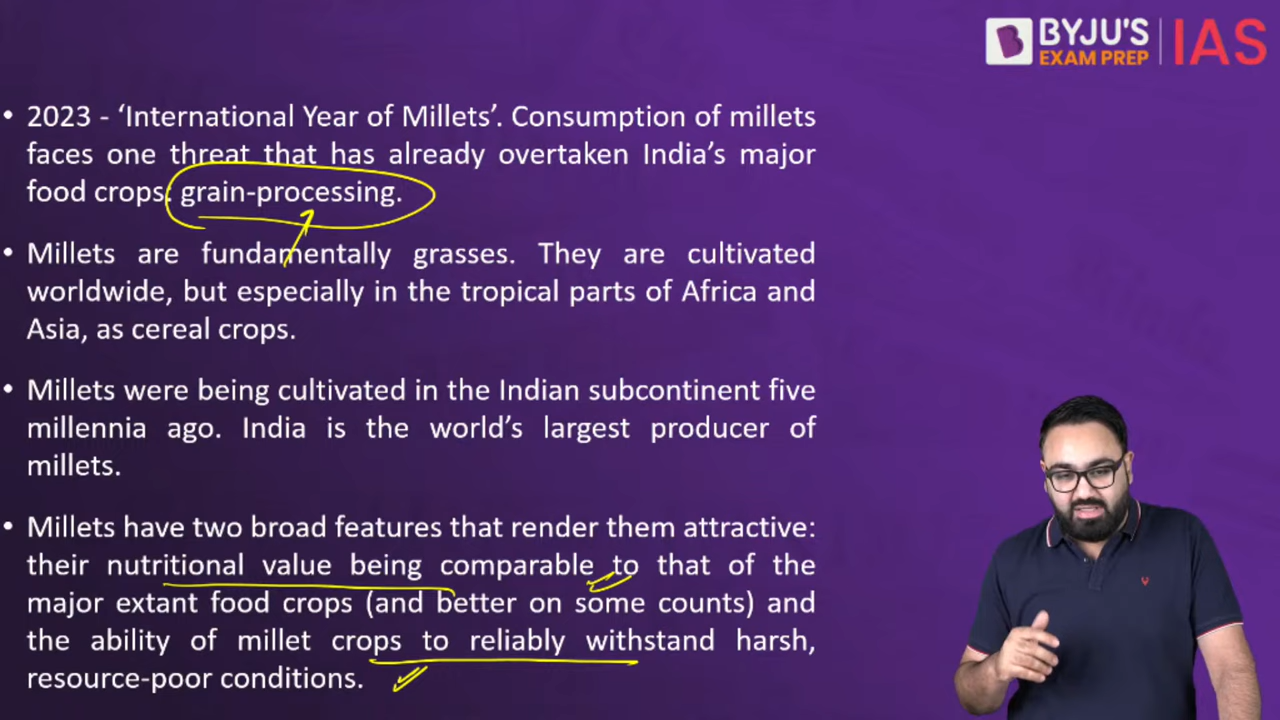 BYJU'S
EXAM PREP
IAS
• 2023 - ‘International Year of Millets’. Consumption of millets
faces one threat that has already overtaken India’s major
food crops: grain-processing.
• Millets are fundamentally grasses. They are cultivated
worldwide, but especially in the tropical parts of Africa and
Asia, as cereal crops.
• Millets were being cultivated in the Indian subcontinent five
millennia ago. India is the world’s largest producer of
millets.
• Millets have two broad features that render them attractive:
their nutritional value being comparable to that of the
major extant food crops (and better on some counts) and
the ability of millet crops to reliably withstand harsh,
resource-poor conditions.